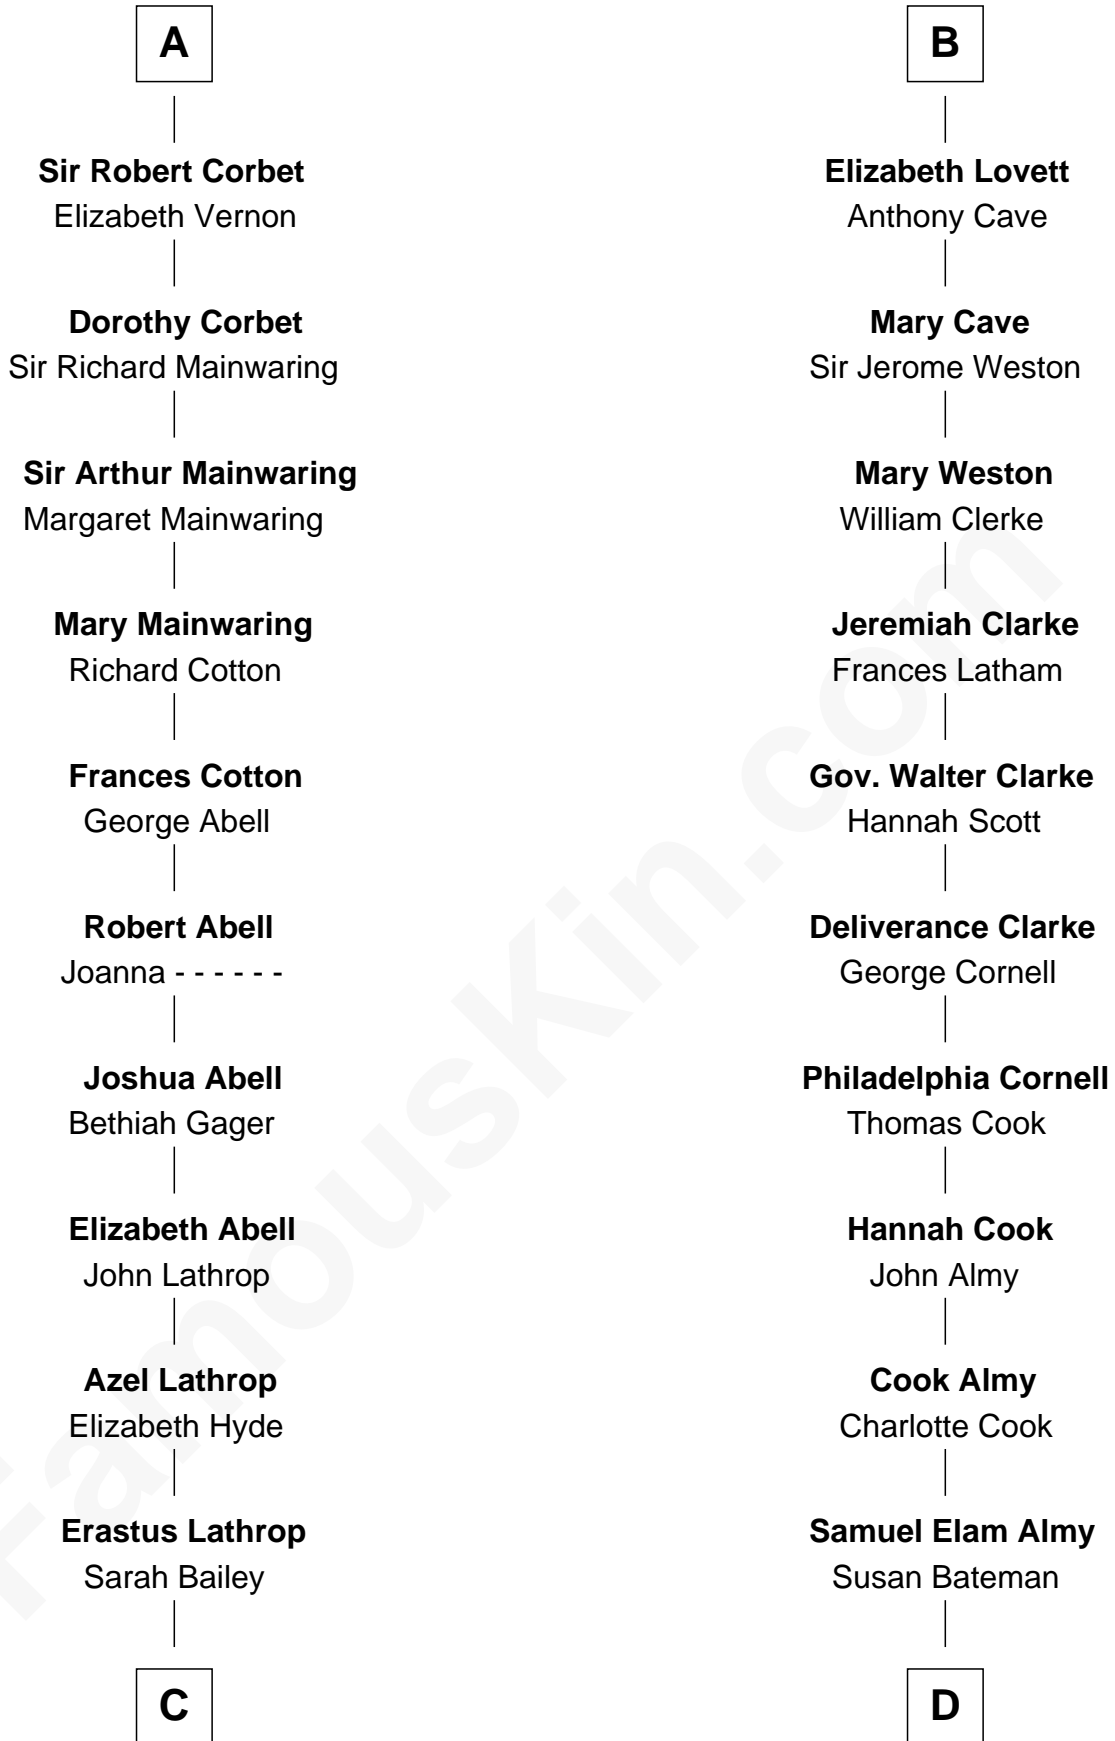 A
Sir Robert Corbet
Elizabeth Vernon
Dorothy Corbet
Sir Richard Mainwaring
Sir Arthur Mainwaring
Margaret Mainwaring
Mary Mainwaring
Richard Cotton
Frances Cotton
George Abell
Robert Abell
Joanna - - - - - -
Joshua Abell
Bethiah Gager
Elizabeth Abell
John Lathrop
Azel Lathrop
Elizabeth Hyde
Erastus Lathrop
Sarah Bailey
C
B
Elizabeth Lovett
Anthony Cave
Mary Cave
Sir Jerome Weston
Mary Weston
William Clerke
Jeremiah Clarke
Frances Latham
Gov. Walter Clarke
Hannah Scott
Deliverance Clarke
George Cornell
Philadelphia Cornell
Thomas Cook
Hannah Cook
John Almy
Cook Almy
Charlotte Cook
Samuel Elam Almy
Susan Bateman
D
FamousKin.com